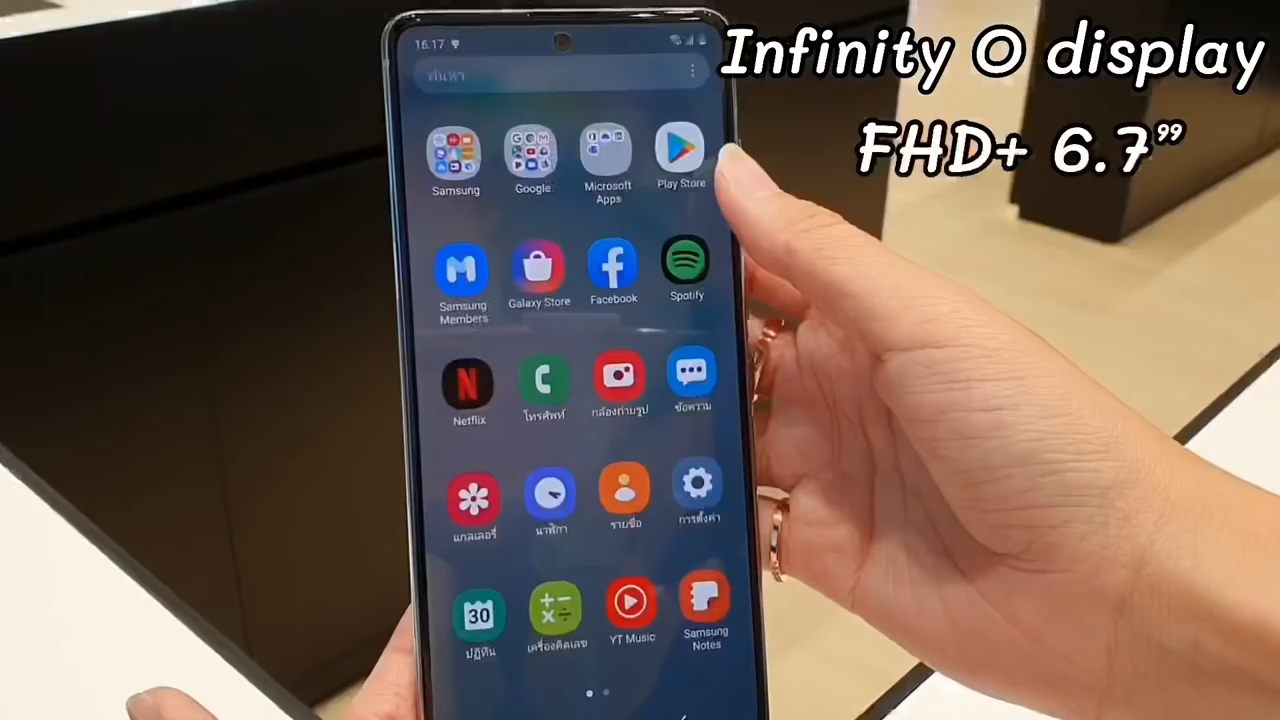 Infinity O display
FHD+ 6.7”
16.17
ค้นหา
Samsung
Google
Microsoft Apps
Play Store
Samsung Members
Galaxy Store
Facebook
Spotify
Netflix
โทรศัพท์
กล้องถ่ายรูป
ข้อความ
แกลเลอรี่
นาฬิกา
รายชื่อ
การตั้งค่า
30
ปฏิทิน
เครื่องคิดเลข
YT Music
Samsung Notes